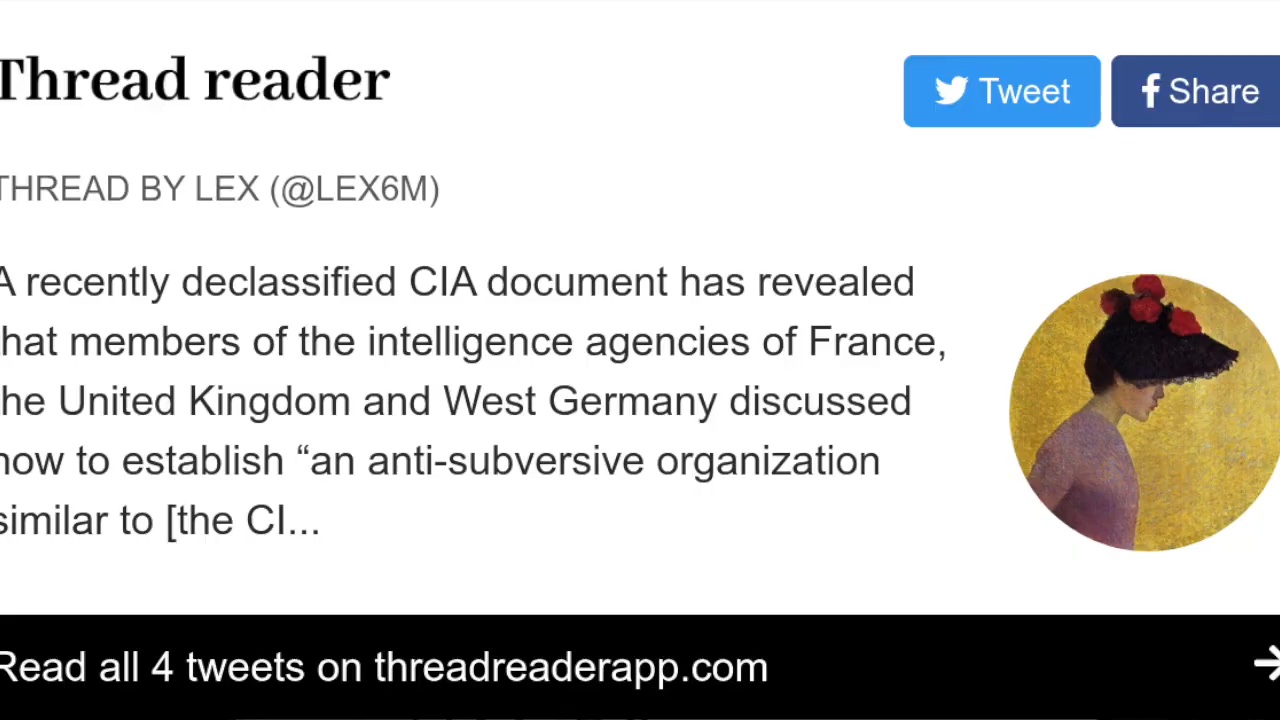 Thread reader
Tweet
Share
THREAD BY LEX (@LEX6M)
A recently declassified CIA document has revealed
that members of the intelligence agencies of France,
the United Kingdom and West Germany discussed
how to establish “an anti-subversive organization
similar to [the CI...
Read all 4 tweets on threadreaderapp.com